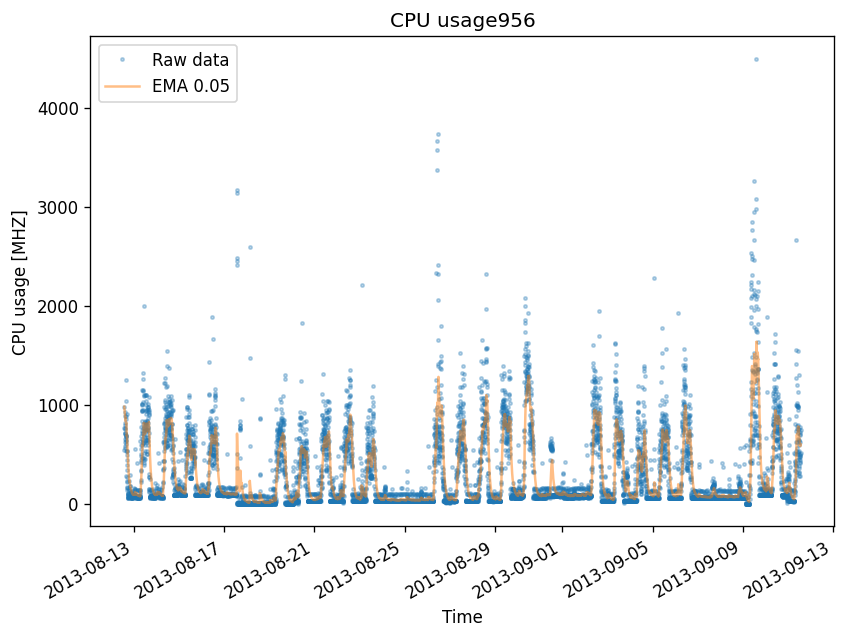 CPU usage956
Raw data
EMA 0.05
CPU usage [MHZ]
4000
3000
2000
1000
0
2013-08-13
2013-08-17
2013-08-21
2013-08-25
2013-08-29
2013-09-01
2013-09-05
2013-09-09
2013-09-13
Time